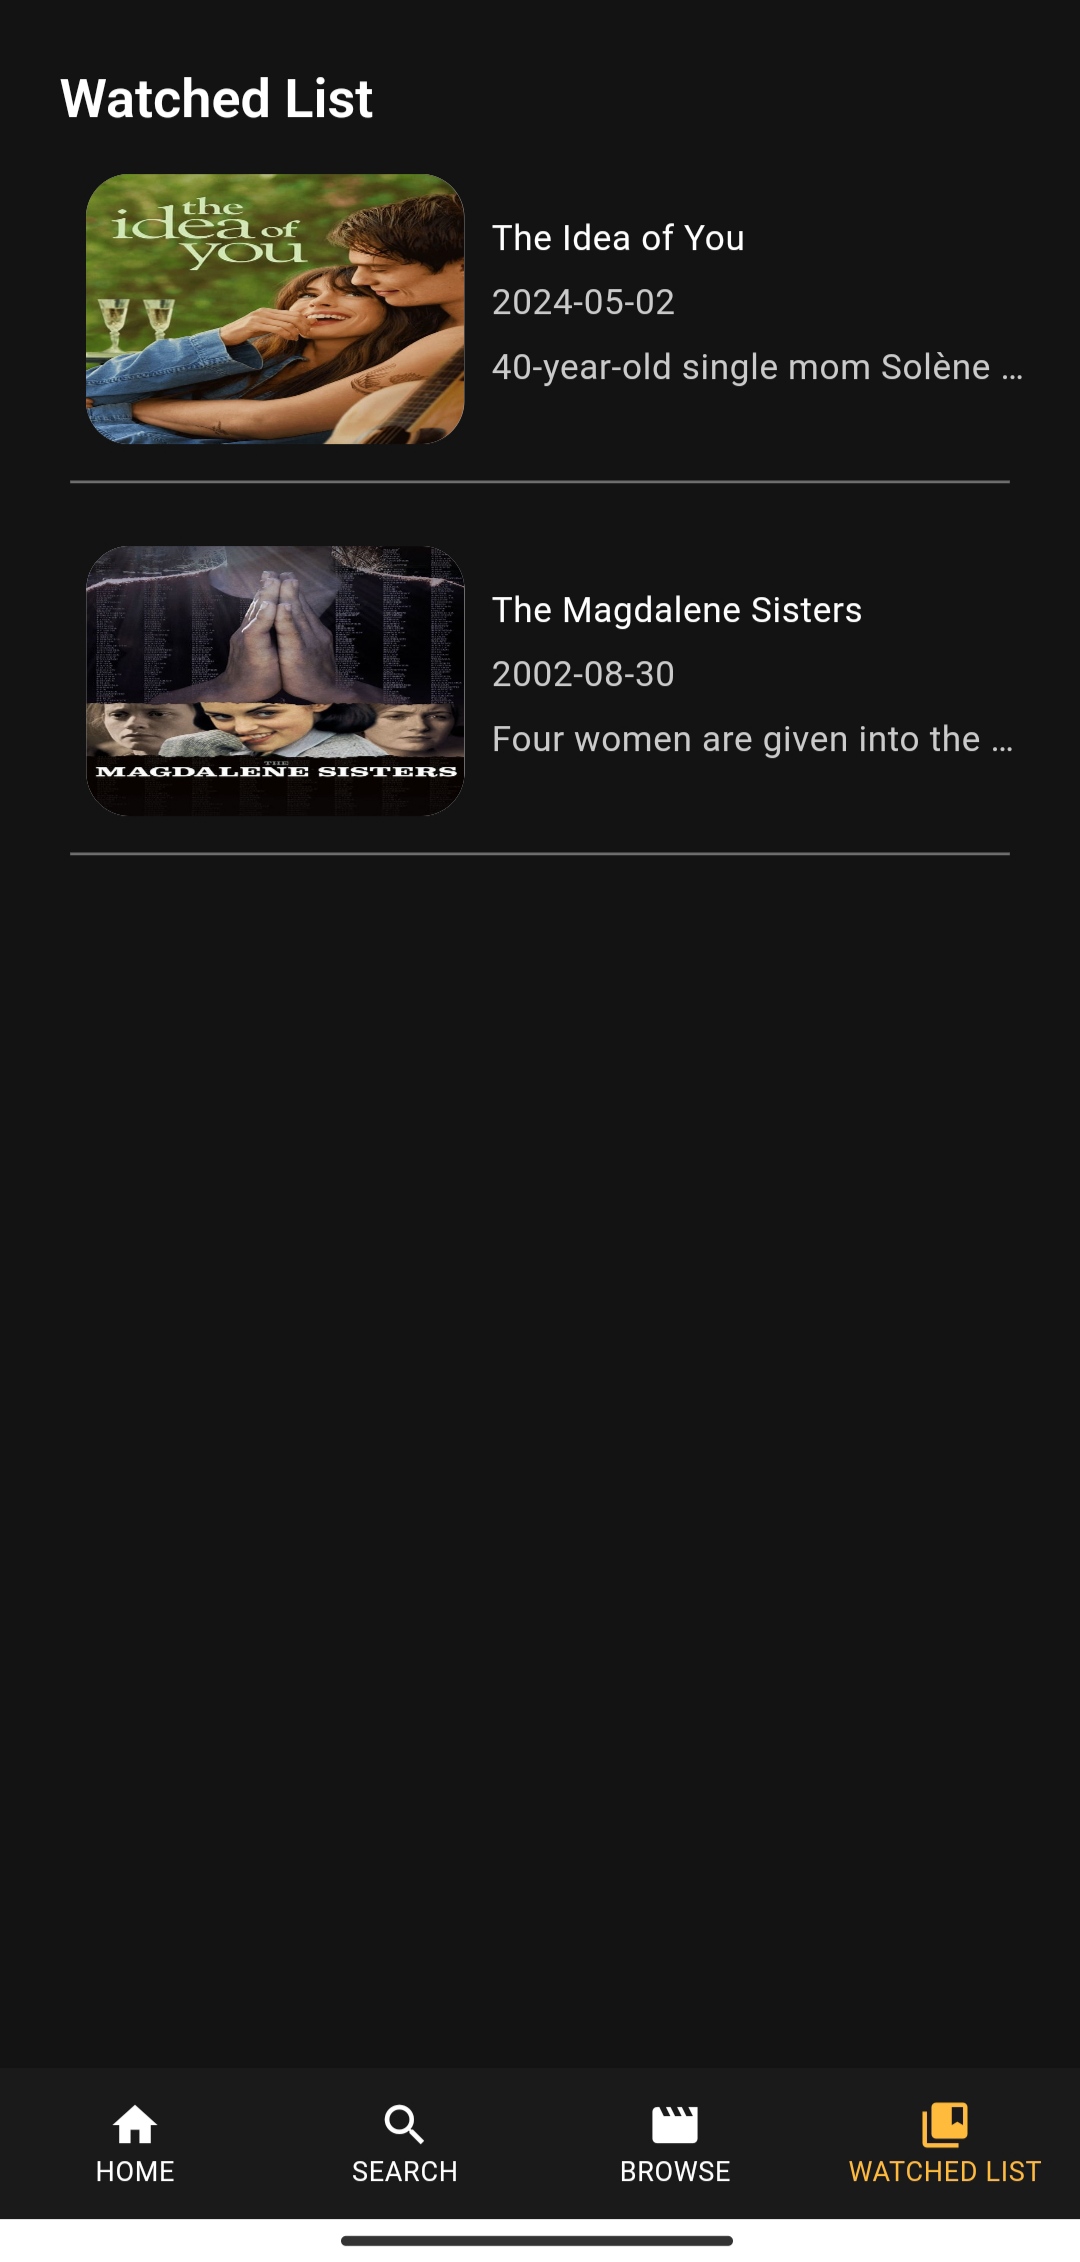 Watched List
the
idea of
you
The Idea of You
2024-05-02
40-year-old single mom Solène ...
The Magdalene Sisters
2002-08-30
Four women are given into the ...
THE
MAGDALENE SISTERS
HOME
SEARCH
BROWSE
WATCHED LIST